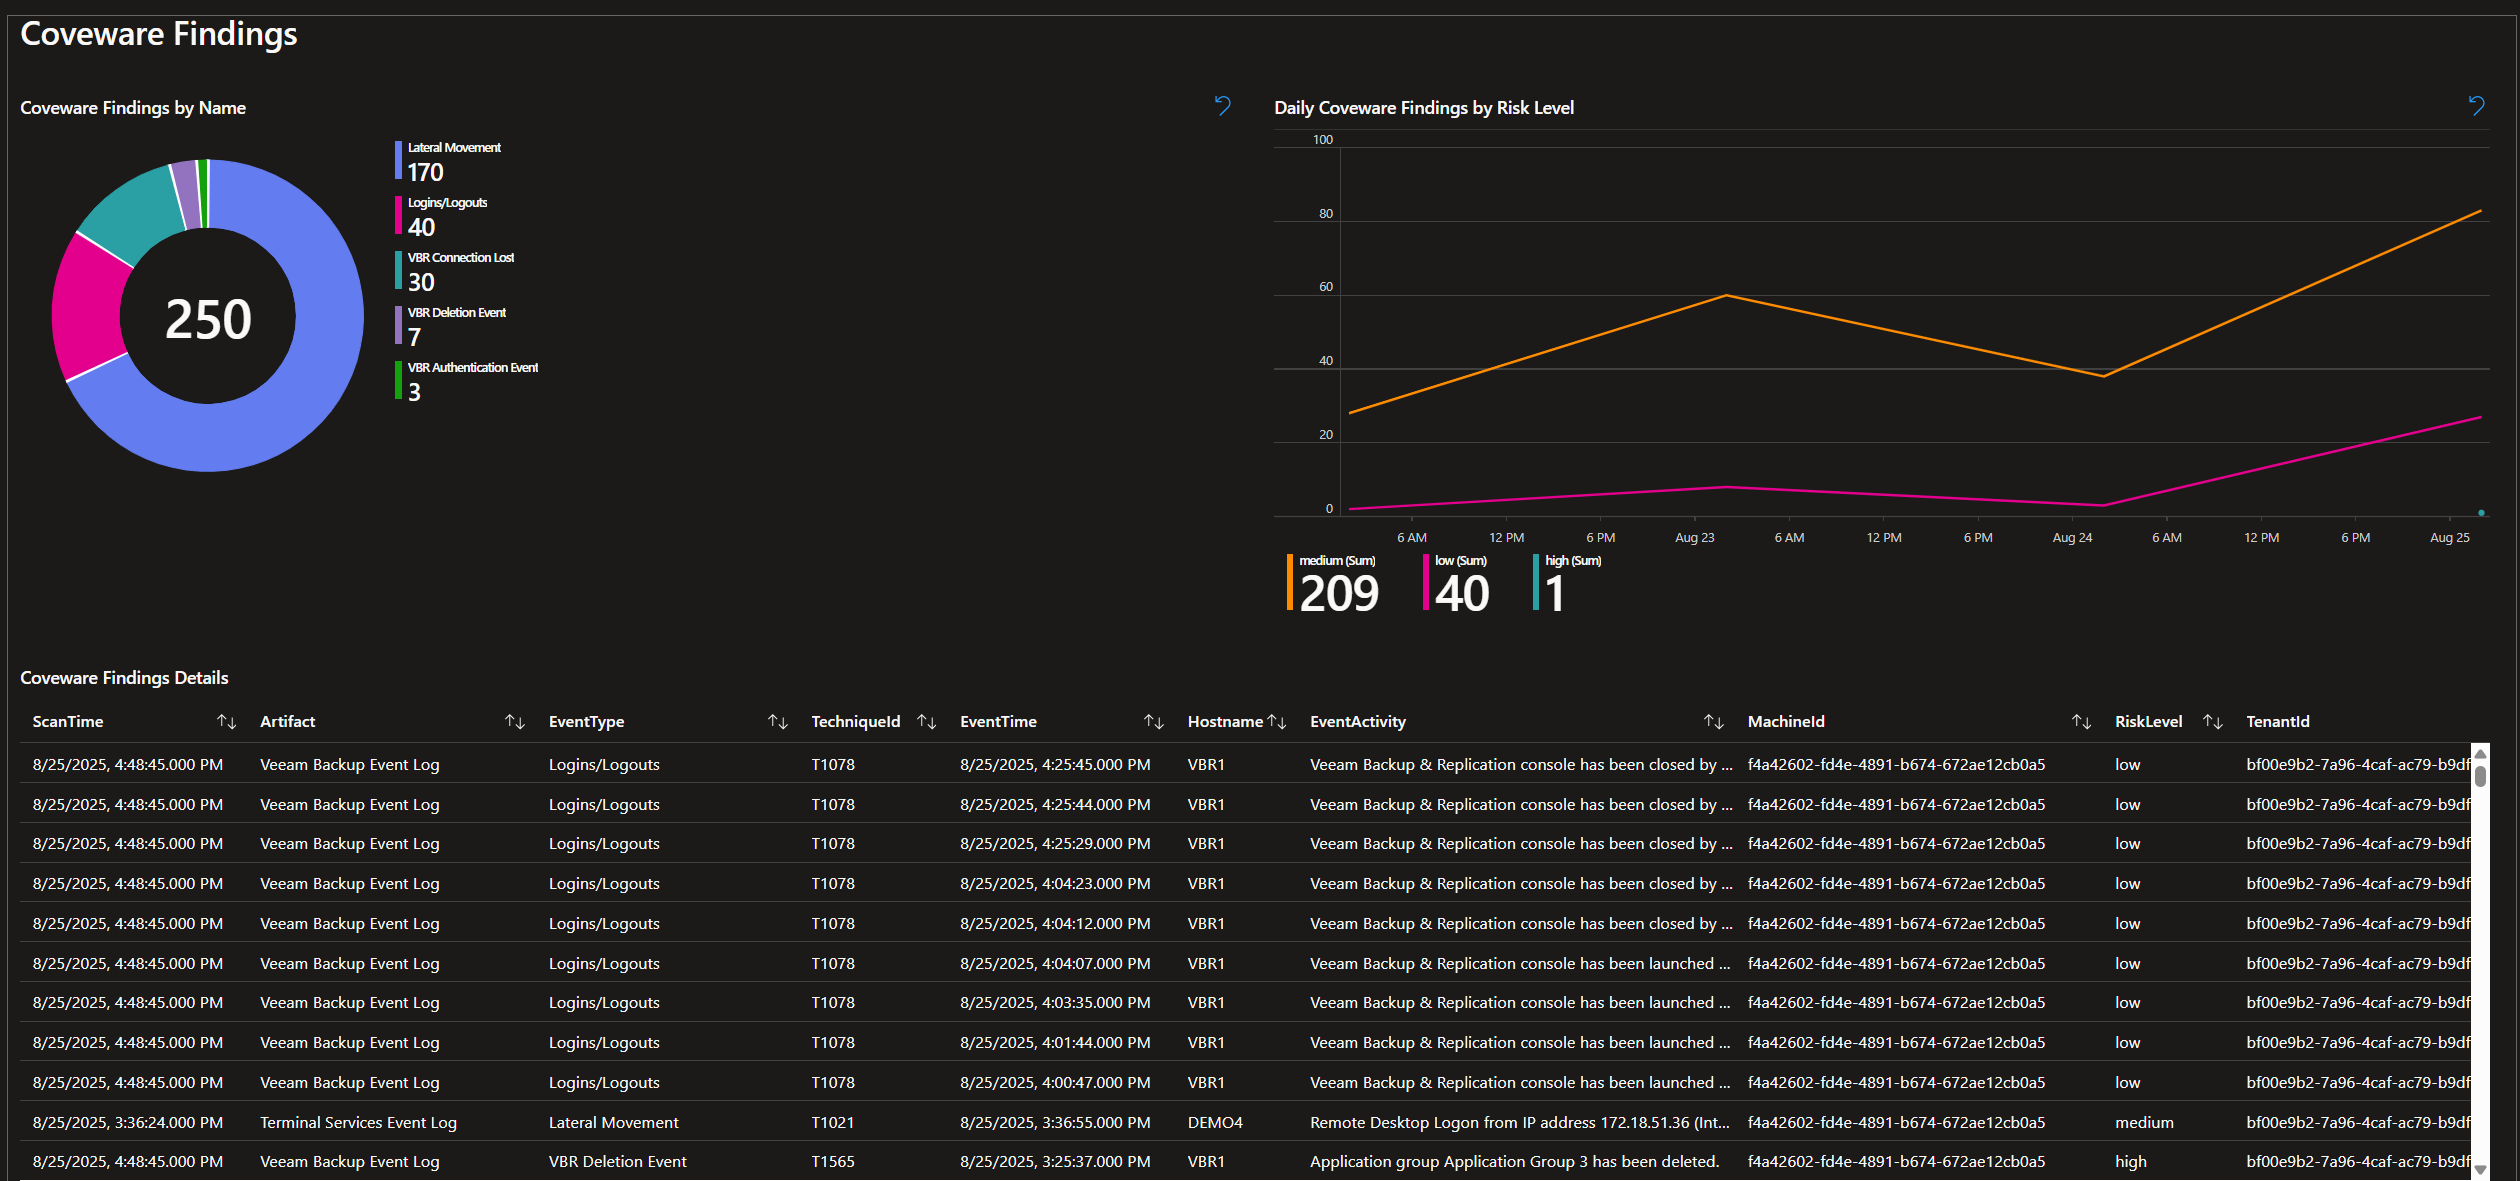 Coveware Findings
Coveware Findings by Name
Lateral Movement
170
Logins/Logouts
40
VBR Connection Lost
30
VBR Deletion Event
7
VBR Authentication Event
3
250
Daily Coveware Findings by Risk Level
100
80
60
40
20
0
6 AM 12 PM 6 PM Aug 23 6 AM 12 PM 6 PM Aug 24 6 AM 12 PM 6 PM Aug 25
medium (Sum) low (Sum) high (Sum)
209 40 1
Coveware Findings Details
ScanTime Artifact EventType TechniqueId EventTime Hostname EventActivity MachineId RiskLevel TenantId
8/25/2025, 4:48:45.000 PM Veeam Backup Event Log Logins/Logouts T1078 8/25/2025, 4:25:45.000 PM VBR1 Veeam Backup & Replication console has been closed by ... f4a42602-fd4e-4891-b674-672ae12cb0a5 low bf00e9b2-7a96-4caf-ac79-b9df
8/25/2025, 4:48:45.000 PM Veeam Backup Event Log Logins/Logouts T1078 8/25/2025, 4:25:44.000 PM VBR1 Veeam Backup & Replication console has been closed by ... f4a42602-fd4e-4891-b674-672ae12cb0a5 low bf00e9b2-7a96-4caf-ac79-b9df
8/25/2025, 4:48:45.000 PM Veeam Backup Event Log Logins/Logouts T1078 8/25/2025, 4:25:29.000 PM VBR1 Veeam Backup & Replication console has been closed by ... f4a42602-fd4e-4891-b674-672ae12cb0a5 low bf00e9b2-7a96-4caf-ac79-b9df
8/25/2025, 4:48:45.000 PM Veeam Backup Event Log Logins/Logouts T1078 8/25/2025, 4:04:23.000 PM VBR1 Veeam Backup & Replication console has been closed by ... f4a42602-fd4e-4891-b674-672ae12cb0a5 low bf00e9b2-7a96-4caf-ac79-b9df
8/25/2025, 4:48:45.000 PM Veeam Backup Event Log Logins/Logouts T1078 8/25/2025, 4:04:12.000 PM VBR1 Veeam Backup & Replication console has been closed by ... f4a42602-fd4e-4891-b674-672ae12cb0a5 low bf00e9b2-7a96-4caf-ac79-b9df
8/25/2025, 4:48:45.000 PM Veeam Backup Event Log Logins/Logouts T1078 8/25/2025, 4:04:07.000 PM VBR1 Veeam Backup & Replication console has been launched ... f4a42602-fd4e-4891-b674-672ae12cb0a5 low bf00e9b2-7a96-4caf-ac79-b9df
8/25/2025, 4:48:45.000 PM Veeam Backup Event Log Logins/Logouts T1078 8/25/2025, 4:03:35.000 PM VBR1 Veeam Backup & Replication console has been launched ... f4a42602-fd4e-4891-b674-672ae12cb0a5 low bf00e9b2-7a96-4caf-ac79-b9df
8/25/2025, 4:48:45.000 PM Veeam Backup Event Log Logins/Logouts T1078 8/25/2025, 4:01:44.000 PM VBR1 Veeam Backup & Replication console has been launched ... f4a42602-fd4e-4891-b674-672ae12cb0a5 low bf00e9b2-7a96-4caf-ac79-b9df
8/25/2025, 4:48:45.000 PM Veeam Backup Event Log Logins/Logouts T1078 8/25/2025, 4:00:47.000 PM VBR1 Veeam Backup & Replication console has been launched ... f4a42602-fd4e-4891-b674-672ae12cb0a5 low bf00e9b2-7a96-4caf-ac79-b9df
8/25/2025, 3:36:24.000 PM Terminal Services Event Log Lateral Movement T1021 8/25/2025, 3:36:55.000 PM DEMO4 Remote Desktop Logon from IP address 172.18.51.36 (Int... f4a42602-fd4e-4891-b674-672ae12cb0a5 medium bf00e9b2-7a96-4caf-ac79-b9df
8/25/2025, 4:48:45.000 PM Veeam Backup Event Log VBR Deletion Event T1565 8/25/2025, 3:25:37.000 PM VBR1 Application group Application Group 3 has been deleted. f4a42602-fd4e-4891-b674-672ae12cb0a5 high bf00e9b2-7a96-4caf-ac79-b9df